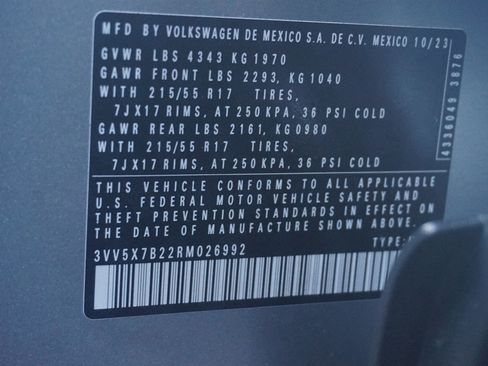 MFD BY VOLKSWAGEN DE MEXICO S.A. DE C.V. MEXICO 10/23
GVWR LBS 4343 KG 1970
GAWR FRONT LBS 2293, KG 1040
WITH 215/55 R17 TIRES,
7JX17 RIMS, AT 250 KPA, 36 PSI COLD
GAWR REAR LBS 2161, KG0980
WITH 215/55 R17 TIRES,
7JX17 RIMS, AT 250 KPA, 36 PSI COLD
THIS VEHICLE CONFORMS TO ALL APPLICABLE
U.S. FEDERAL MOTOR VEHICLE SAFETY AND
THEFT PREVENTION STANDARDS IN EFFECT ON
THE DATE OF MANUFACTURE SHOWN ABOVE
3VV5X7B22RM026992 TYPE:
4336049 3876